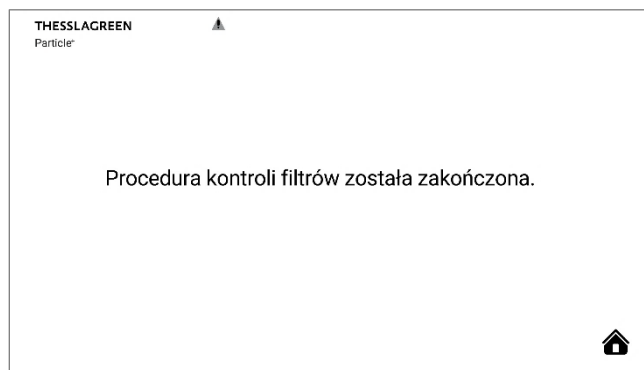 THESSLAGREEN
Particle⁺
Procedura kontroli filtrów została zakończona.